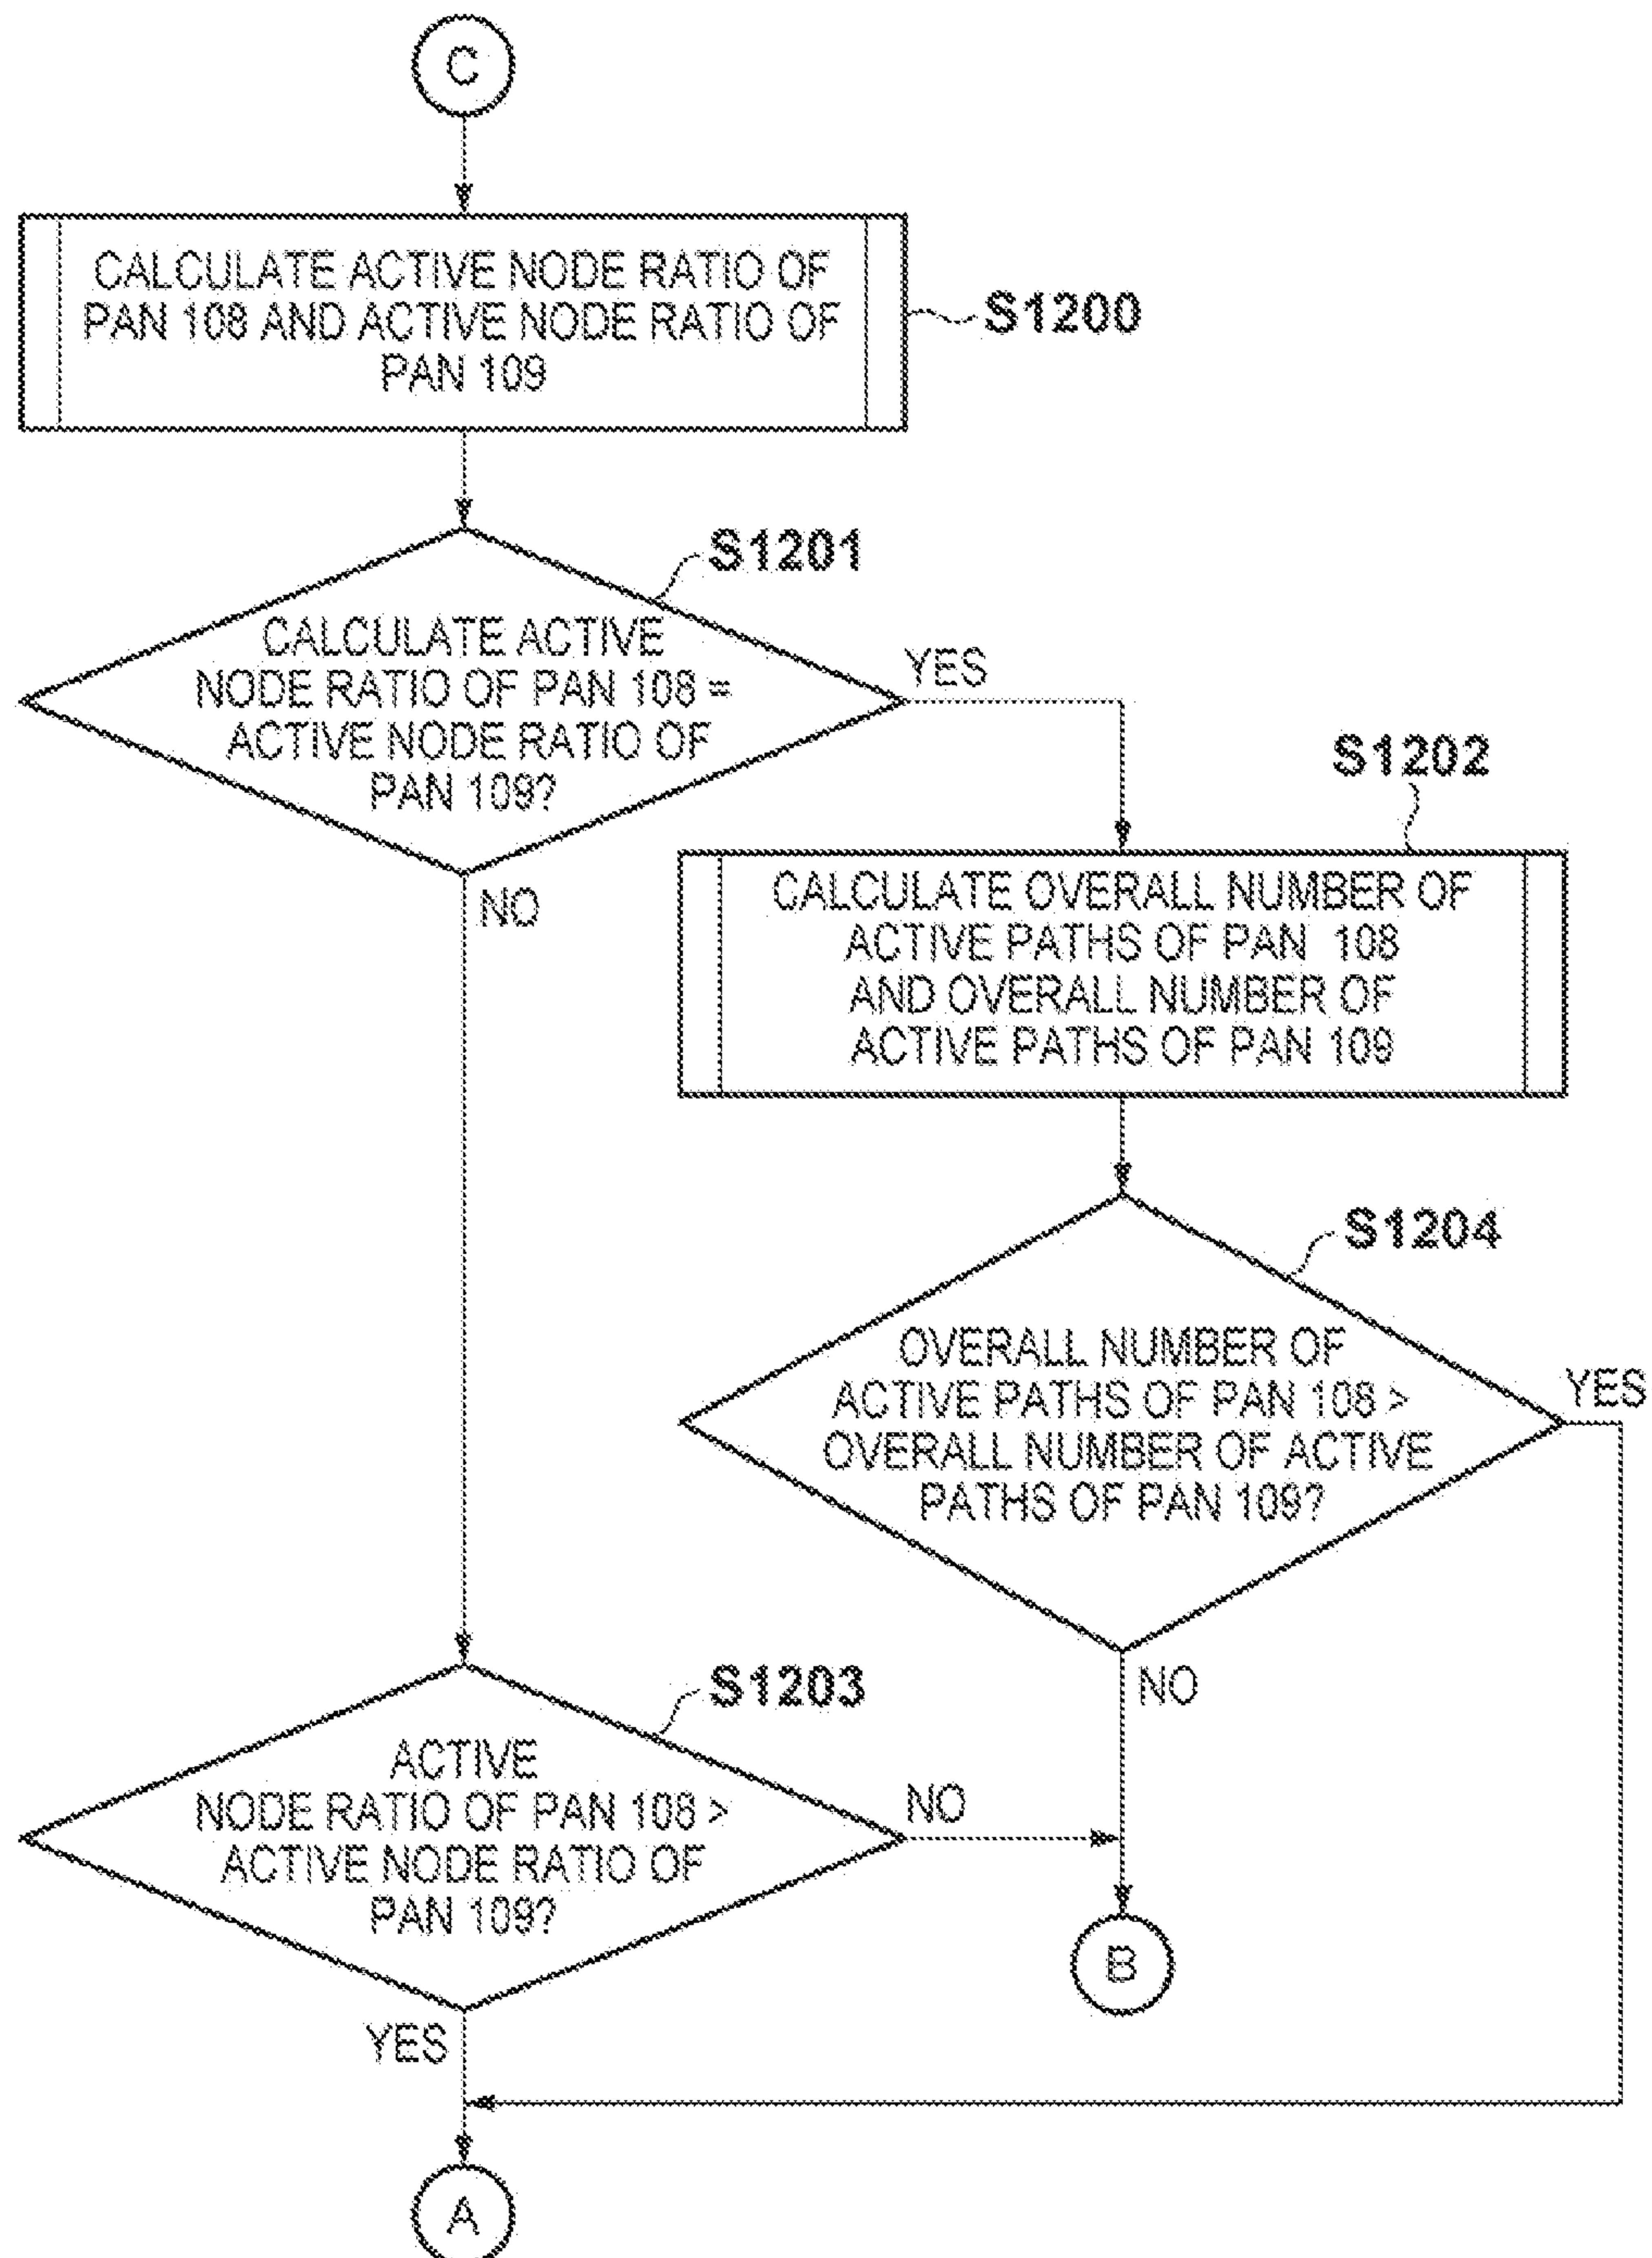 C
CALCULATE ACTIVE NODE RATIO OF
PAN 108 AND ACTIVE NODE RATIO OF
PAN 109
S1200
S1201
CALCULATE ACTIVE
NODE RATIO OF PAN 108 =
ACTIVE NODE RATIO OF
PAN 109?
YES
NO
S1202
CALCULATE OVERALL NUMBER OF
ACTIVE PATHS OF PAN 108
AND OVERALL NUMBER OF
ACTIVE PATHS OF PAN 109
S1204
OVERALL NUMBER OF
ACTIVE PATHS OF PAN 108 >
OVERALL NUMBER OF ACTIVE
PATHS OF PAN 109?
YES
NO
S1203
ACTIVE
NODE RATIO OF PAN 108 >
ACTIVE NODE RATIO OF
PAN 109?
NO
YES
B
A